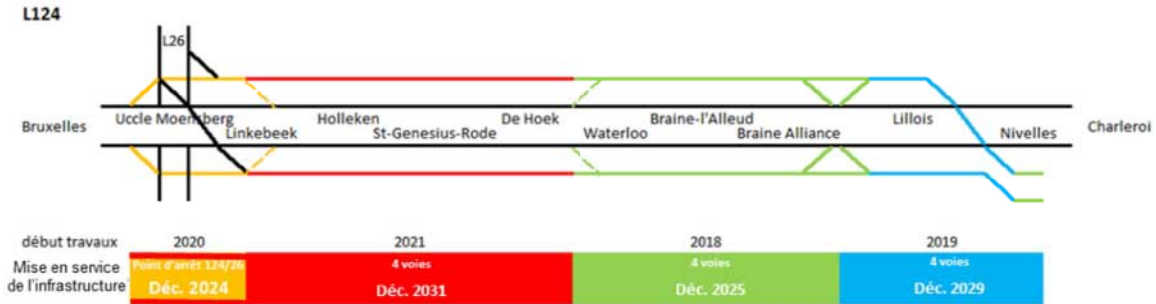 L124
L26
Bruxelles
Uccle Moensberg
Linkebeek
Holleken
St-Genesius-Rode
De Hoek
Waterloo
Braine-l'Alleud
Braine Alliance
Lillois
Nivelles
Charleroi
début travaux 2020 2021 2018 2019
Mise en service
de l'infrastructure
Point d'arrêt 124/26 4 voies 4 voies 4 voies
Déc. 2024 Déc. 2031 Déc. 2025 Déc. 2029